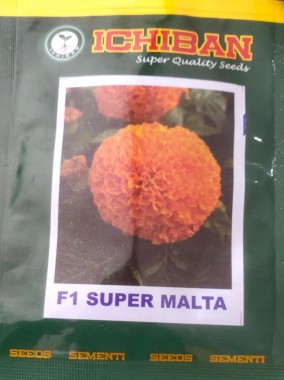 ICHIBAN
Super Quality Seeds
F1 SUPER MALTA
SEEDS SEMENTI SEEDS SEMENTI